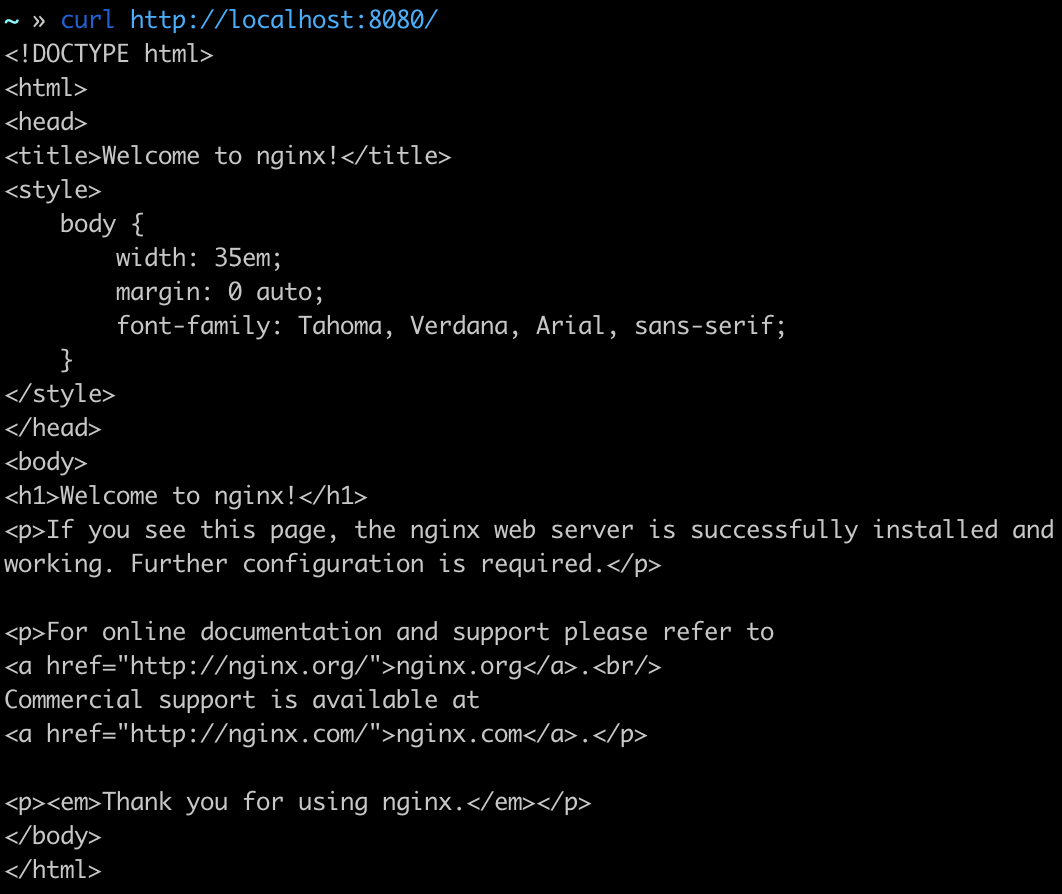 ~ » curl http://localhost:8080/
<!DOCTYPE html>
<html>
<head>
<title>Welcome to nginx!</title>
<style>
    body {
        width: 35em;
        margin: 0 auto;
        font-family: Tahoma, Verdana, Arial, sans-serif;
    }
</style>
</head>
<body>
<h1>Welcome to nginx!</h1>
<p>If you see this page, the nginx web server is successfully installed and
working. Further configuration is required.</p>

<p>For online documentation and support please refer to
<a href="http://nginx.org/">nginx.org</a>.<br/>
Commercial support is available at
<a href="http://nginx.com/">nginx.com</a>.</p>

<p><em>Thank you for using nginx.</em></p>
</body>
</html>